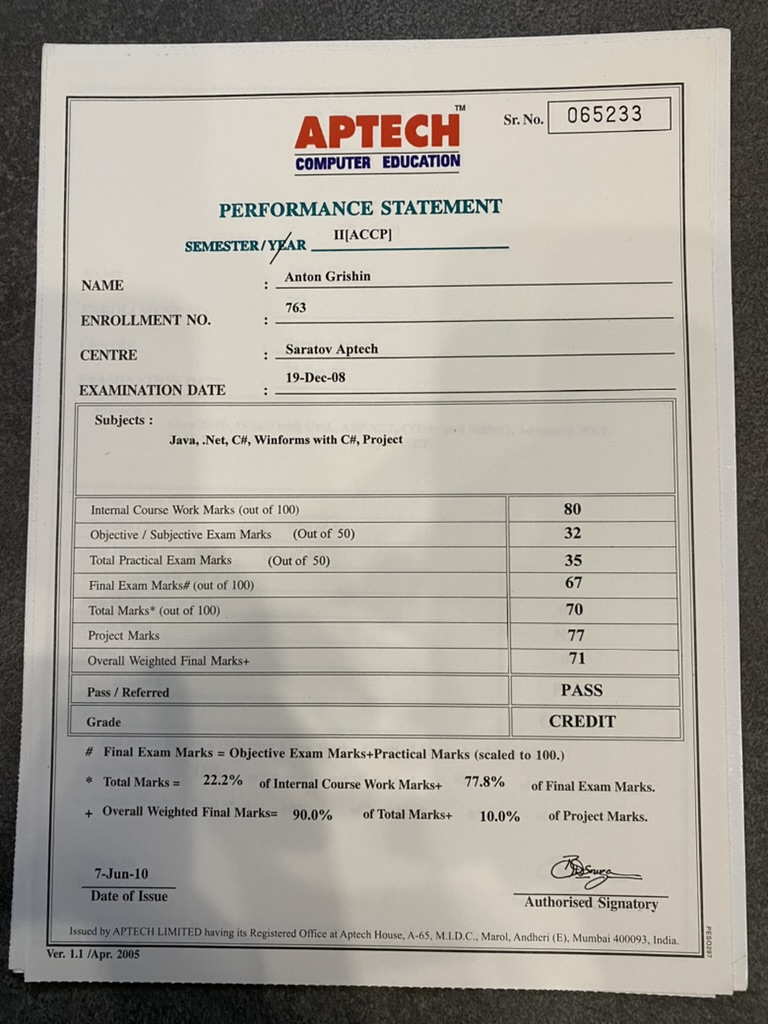 APTECH™
COMPUTER EDUCATION
Sr. No. 065233
PERFORMANCE STATEMENT
SEMESTER/YEAR II[ACCP]
NAME : Anton Grishin
ENROLLMENT NO. : 763
CENTRE : Saratov Aptech
EXAMINATION DATE : 19-Dec-08
Subjects :
Java, .Net, C#, Winforms with C#, Project
Internal Course Work Marks (out of 100) 80
Objective / Subjective Exam Marks (Out of 50) 32
Total Practical Exam Marks (Out of 50) 35
Final Exam Marks# (out of 100) 67
Total Marks* (out of 100) 70
Project Marks 77
Overall Weighted Final Marks+ 71
Pass / Referred PASS
Grade CREDIT
# Final Exam Marks = Objective Exam Marks+Practical Marks (scaled to 100.)
* Total Marks = 22.2% of Internal Course Work Marks+ 77.8% of Final Exam Marks.
+ Overall Weighted Final Marks= 90.0% of Total Marks+ 10.0% of Project Marks.
7-Jun-10
Date of Issue
Authorised Signatory
Issued by APTECH LIMITED having its Registered Office at Aptech House, A-65, M.I.D.C., Marol, Andheri (E), Mumbai 400093, India.
Ver. 1.1 /Apr. 2005